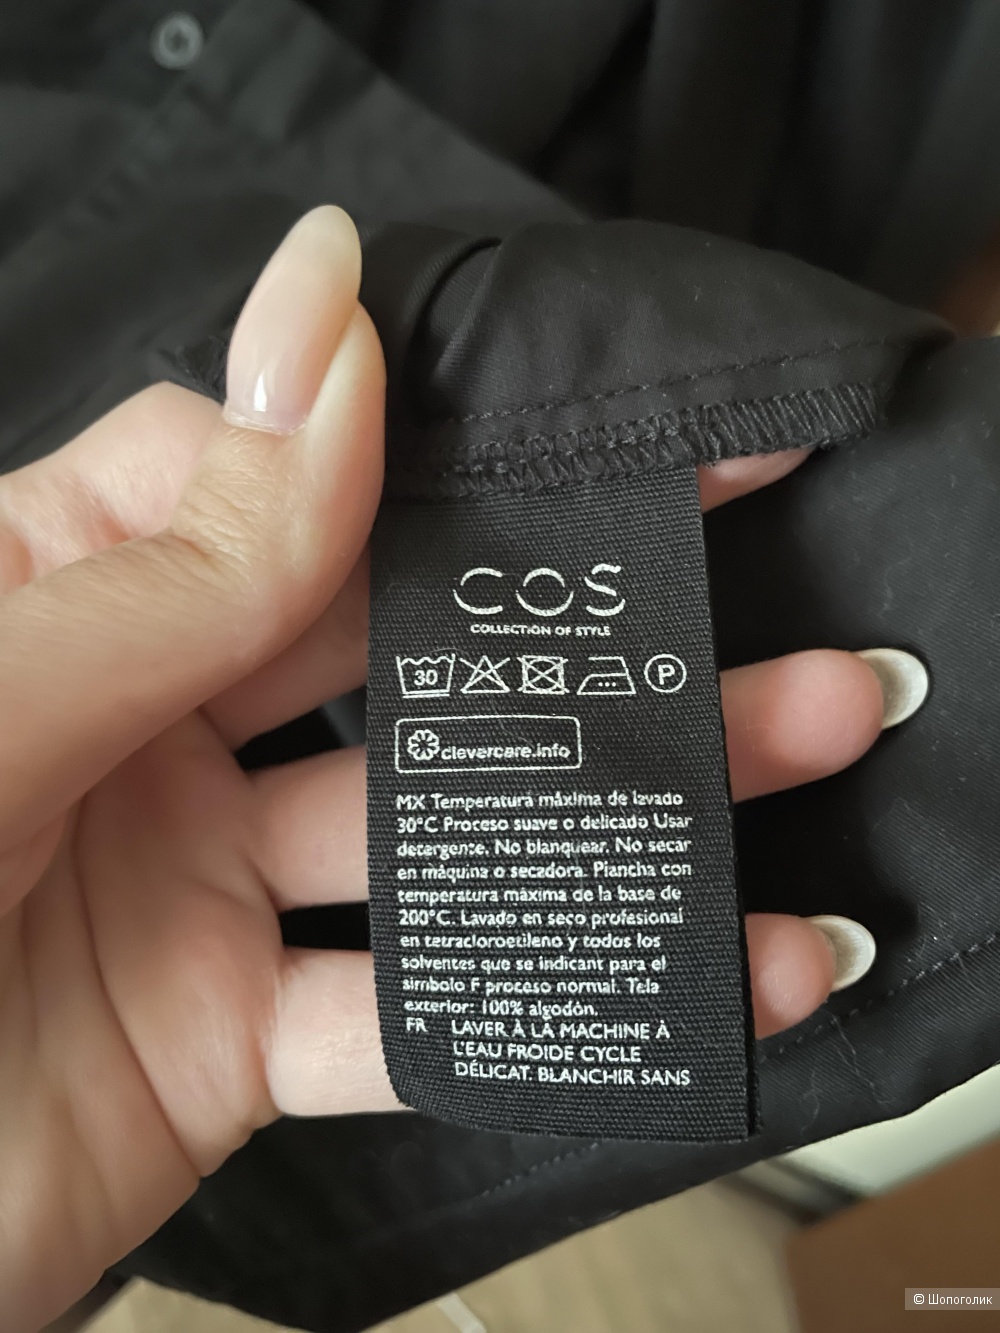 COS
COLLECTION OF STYLE
30 P
clevercare.info
MX Temperatura máxima de lavado
30°C Proceso suave o delicado Usar
detergente. No blanquear. No secar
en máquina o secadora. Plancha con
temperatura máxima de la base de
200°C. Lavado en seco profesional
en tetracloroetileno y todos los
solventes que se indicant para el
simbolo F proceso normal. Tela
exterior: 100% algodón.
FR LAVER À LA MACHINE À
L'EAU FROIDE CYCLE
DÉLICAT. BLANCHIR SANS
© Шопоголик